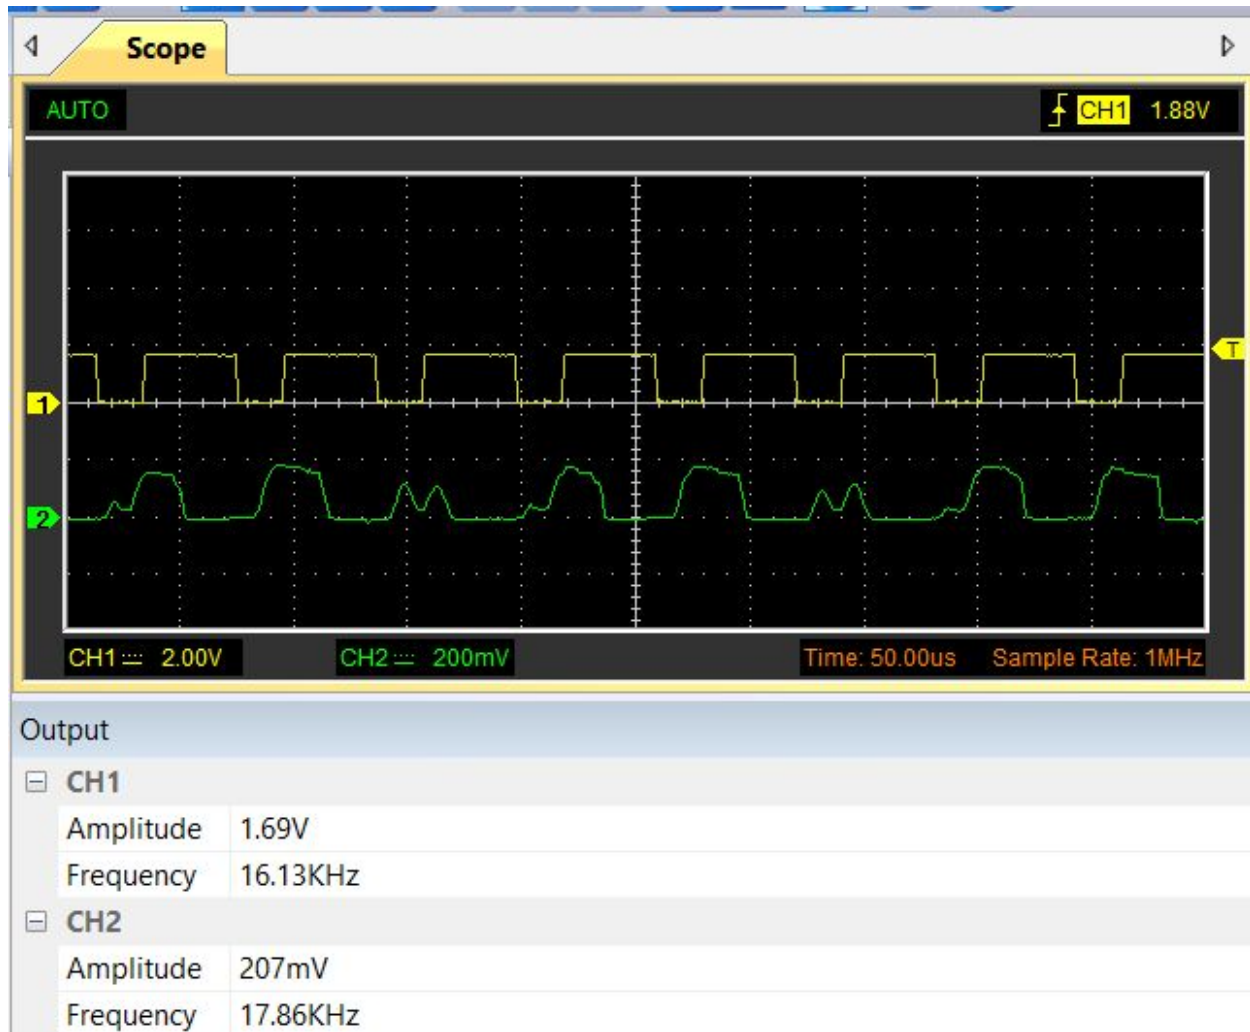 Scope
AUTO
CH1 1.88V
T
1
2
CH1 2.00V
CH2 200mV
Time: 50.00us Sample Rate: 1MHz
Output
CH1
Amplitude 1.69V
Frequency 16.13KHz
CH2
Amplitude 207mV
Frequency 17.86KHz